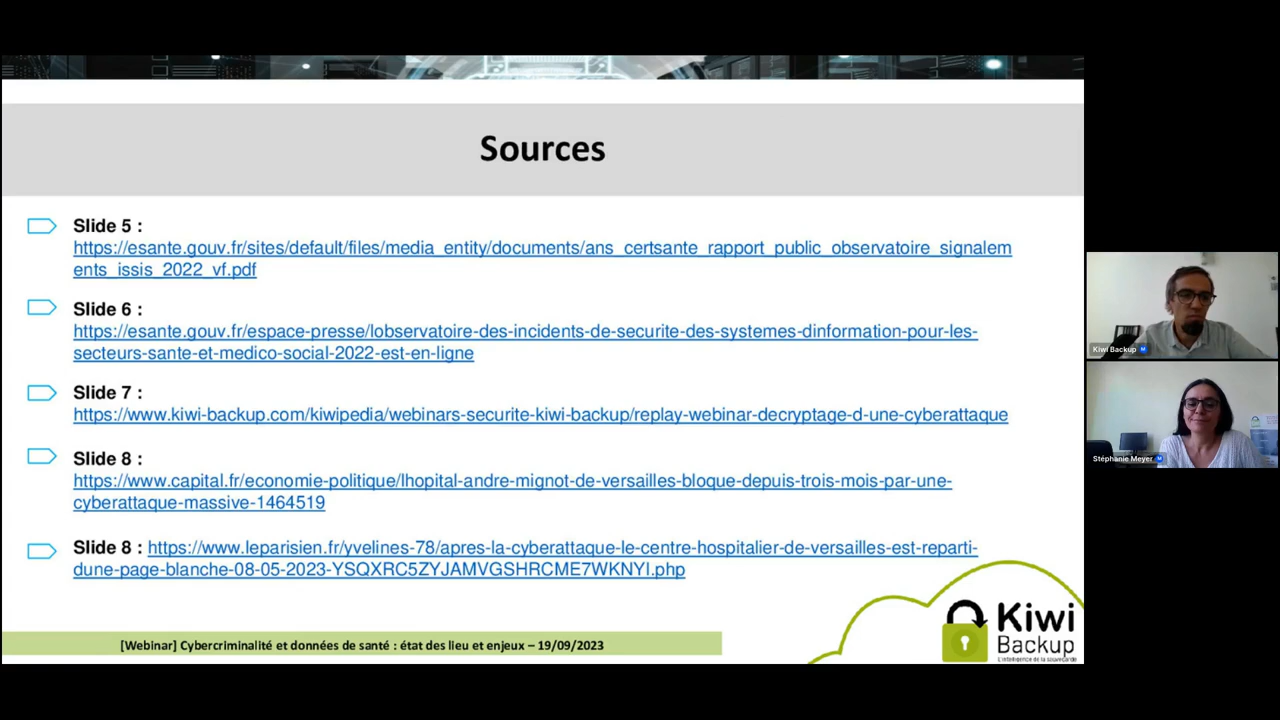 Sources
Slide 5 :
https://esante.gouv.fr/sites/default/files/media_entity/documents/ans_certsante_rapport_public_observatoire_signalem
ents_issis_2022_vf.pdf
Slide 6 :
https://esante.gouv.fr/espace-presse/lobservatoire-des-incidents-de-securite-des-systemes-dinformation-pour-les-
secteurs-sante-et-medico-social-2022-est-en-ligne
Slide 7 :
https://www.kiwi-backup.com/kiwipedia/webinars-securite-kiwi-backup/replay-webinar-decryptage-d-une-cyberattaque
Slide 8 :
https://www.capital.fr/economie-politique/lhopital-andre-mignot-de-versailles-bloque-depuis-trois-mois-par-une-
cyberattaque-massive-1464519
Slide 8 : https://www.leparisien.fr/yvelines-78/apres-la-cyberattaque-le-centre-hospitalier-de-versailles-est-reparti-
dune-page-blanche-08-05-2023-YSQXRC5ZYJAMVGSHRCME7WKNYI.php
[Webinar] Cybercriminalité et données de santé : état des lieu et enjeux – 19/09/2023
Kiwi
Backup
L'intelligence de la sauvegarde
Kiwi Backup
Stéphanie Meyer